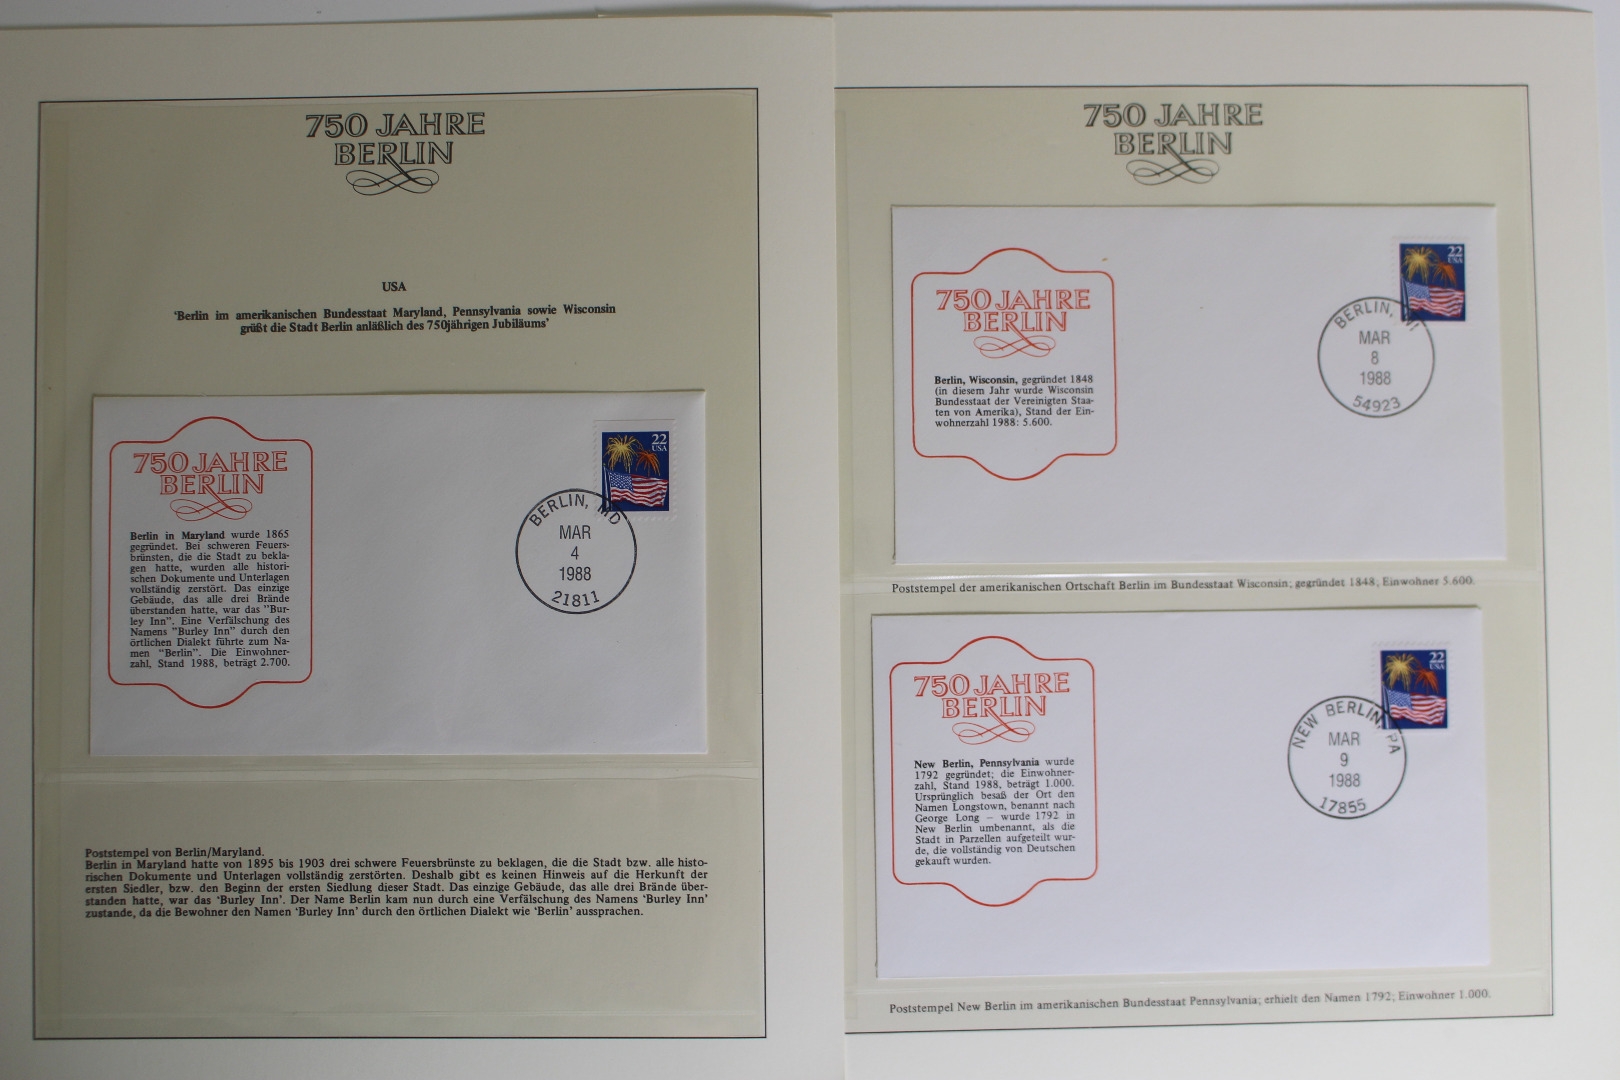 750 JAHRE
BERLIN
USA
'Berlin im amerikanischen Bundesstaat Maryland, Pennsylvania sowie Wisconsin
grüßt die Stadt Berlin anläßlich des 750jährigen Jubiläums'
750 JAHRE
BERLIN
Berlin in Maryland wurde 1865
gegründet. Bei schweren Feuers-
brünsten, die die Stadt zu bekla-
gen hatte, wurden alle histori-
schen Dokumente und Unterlagen
vollständig zerstört. Das einzige
Gebäude, das alle drei Brände
überstanden hatte, war das "Bur-
ley Inn". Eine Verfälschung des
Namens "Burley Inn" durch den
örtlichen Dialekt führte zum Na-
men "Berlin". Die Einwohner-
zahl, Stand 1988, beträgt 2.700.
22
USA
BERLIN, MD
MAR
4
1988
21811
Poststempel von Berlin/Maryland.
Berlin in Maryland hatte von 1895 bis 1903 drei schwere Feuersbrünste zu beklagen, die die Stadt bzw. alle histo-
rischen Dokumente und Unterlagen vollständig zerstörten. Deshalb gibt es keinen Hinweis auf die Herkunft der
ersten Siedler, bzw. den Beginn der ersten Siedlung dieser Stadt. Das einzige Gebäude, das alle drei Brände über-
standen hatte, war das 'Burley Inn'. Der Name Berlin kam nun durch eine Verfälschung des Namens 'Burley Inn'
zustande, da die Bewohner den Namen 'Burley Inn' durch den örtlichen Dialekt wie 'Berlin' aussprachen.
750 JAHRE
BERLIN
750 JAHRE
BERLIN
Berlin, Wisconsin, gegründet 1848
(in diesem Jahr wurde Wisconsin
Bundesstaat der Vereinigten Staa-
ten von Amerika), Stand der Ein-
wohnerzahl 1988: 5.600.
22
USA
BERLIN, WI
MAR
8
1988
54923
Poststempel der amerikanischen Ortschaft Berlin im Bundesstaat Wisconsin; gegründet 1848; Einwohner 5.600.
750 JAHRE
BERLIN
New Berlin, Pennsylvania wurde
1792 gegründet; die Einwohner-
zahl, Stand 1988, beträgt 1.000.
Ursprünglich besaß der Ort den
Namen Longstown, benannt nach
George Long – wurde 1792 in
New Berlin umbenannt, als die
Stadt in Parzellen aufgeteilt wur-
de, die vollständig von Deutschen
gekauft wurden.
22
USA
NEW BERLIN, PA
MAR
9
1988
17855
Poststempel New Berlin im amerikanischen Bundesstaat Pennsylvania; erhielt den Namen 1792; Einwohner 1.000.